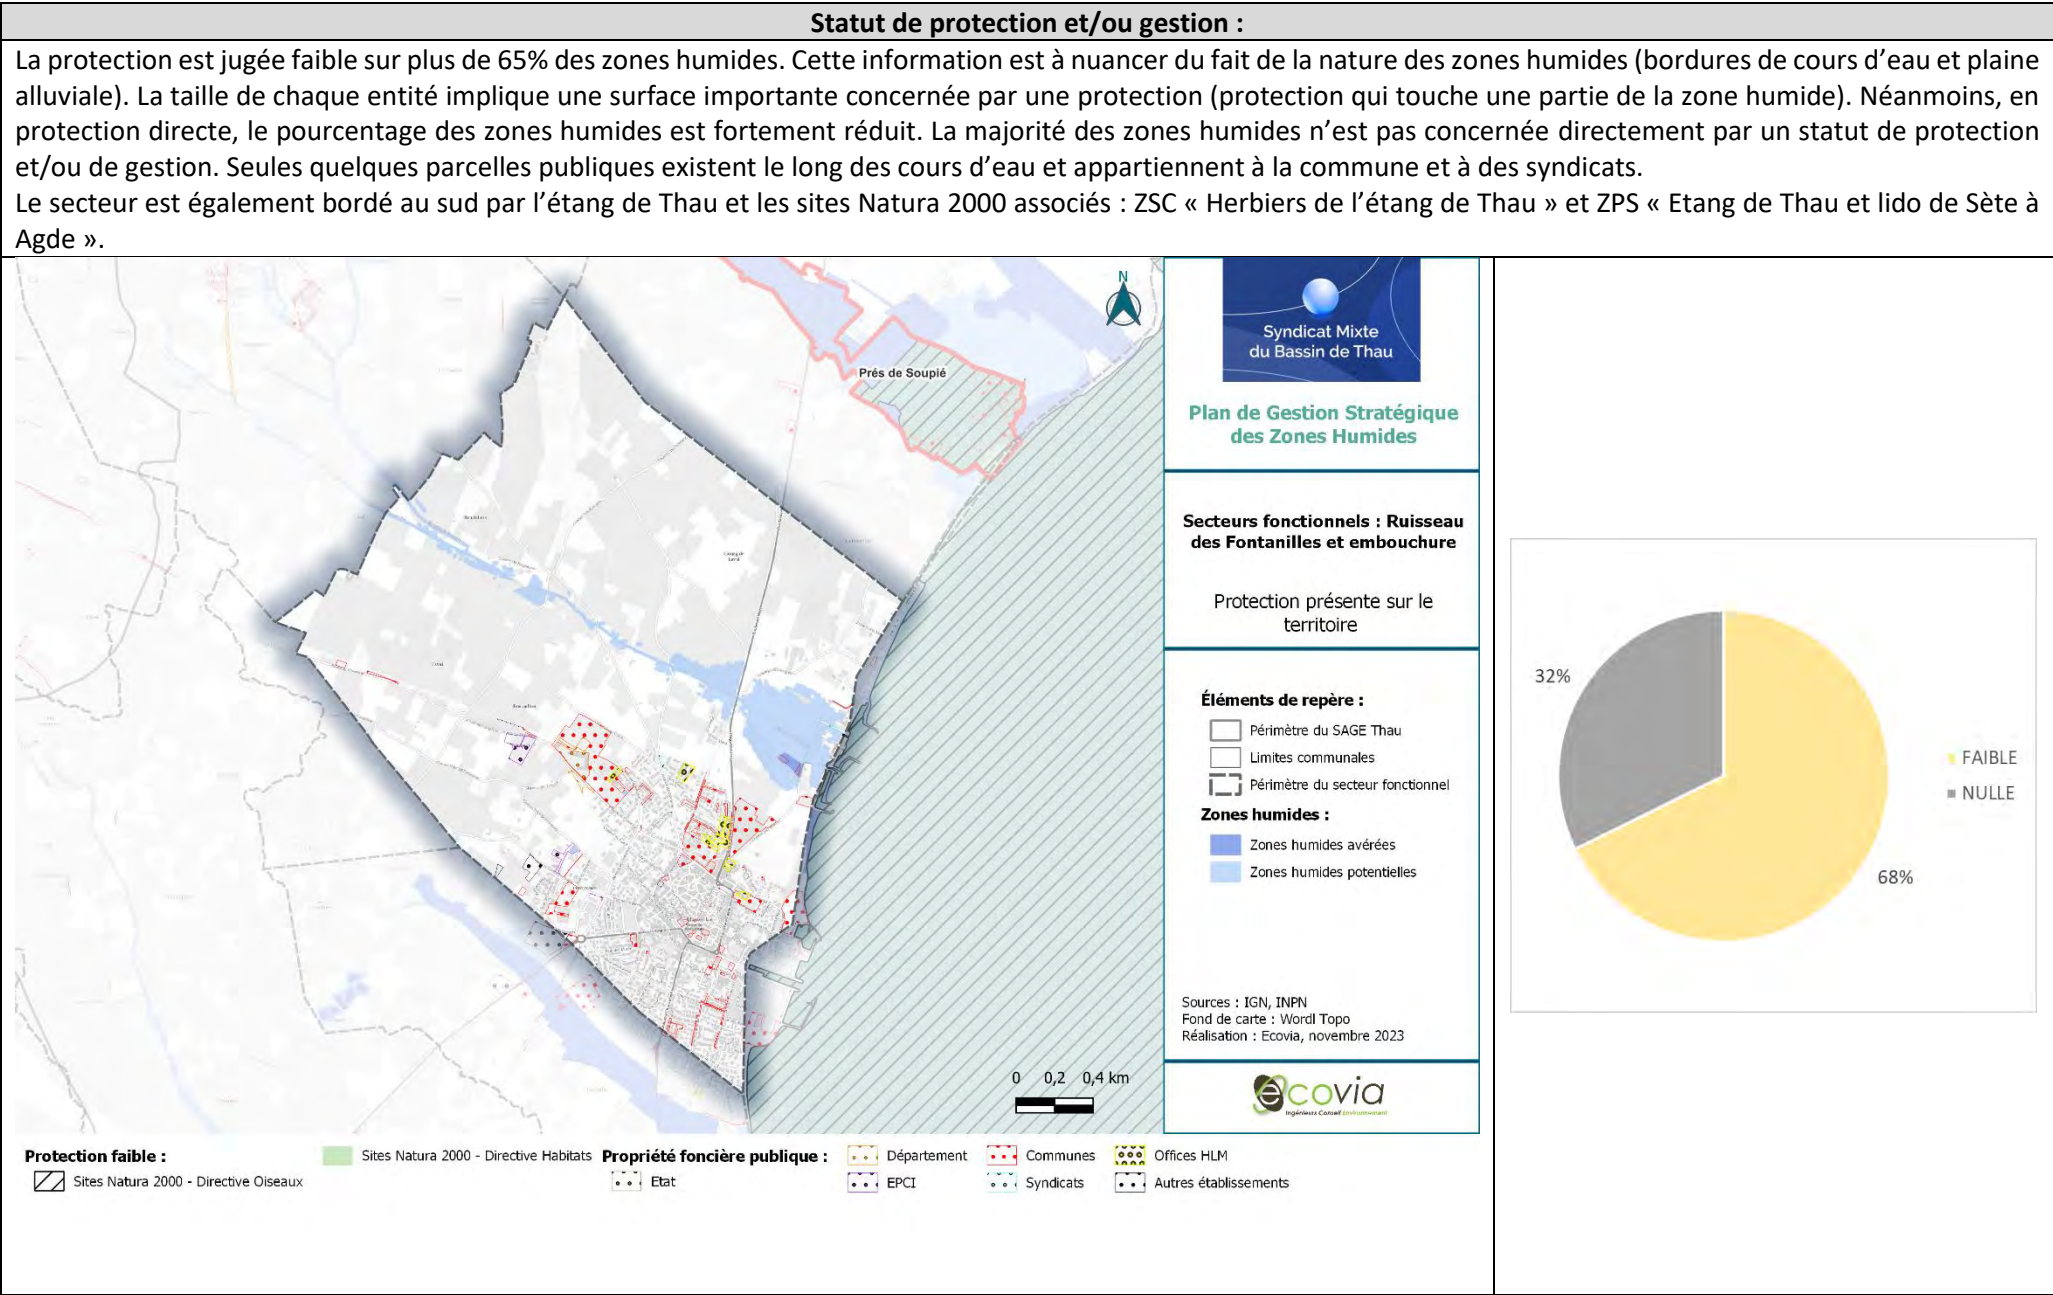 Statut de protection et/ou gestion :
La protection est jugée faible sur plus de 65% des zones humides. Cette information est à nuancer du fait de la nature des zones humides (bordures de cours d’eau et plaine
alluviale). La taille de chaque entité implique une surface importante concernée par une protection (protection qui touche une partie de la zone humide). Néanmoins, en
protection directe, le pourcentage des zones humides est fortement réduit. La majorité des zones humides n’est pas concernée directement par un statut de protection
et/ou de gestion. Seules quelques parcelles publiques existent le long des cours d’eau et appartiennent à la commune et à des syndicats.
Le secteur est également bordé au sud par l’étang de Thau et les sites Natura 2000 associés : ZSC « Herbiers de l’étang de Thau » et ZPS « Etang de Thau et lido de Sète à
Agde ».
N
Prés de Soupié
0 0,2 0,4 km
Syndicat Mixte
du Bassin de Thau
Plan de Gestion Stratégique
des Zones Humides
Secteurs fonctionnels : Ruisseau
des Fontanilles et embouchure
Protection présente sur le
territoire
Éléments de repère :
Périmètre du SAGE Thau
Limites communales
Périmètre du secteur fonctionnel
Zones humides :
Zones humides avérées
Zones humides potentielles
Sources : IGN, INPN
Fond de carte : Wordl Topo
Réalisation : Ecovia, novembre 2023
ecovia
Ingénieurs Conseil Environnement
32%
68%
FAIBLE
NULLE
Protection faible :
Sites Natura 2000 - Directive Oiseaux
Sites Natura 2000 - Directive Habitats
Propriété foncière publique :
Etat
Département
EPCI
Communes
Syndicats
Offices HLM
Autres établissements